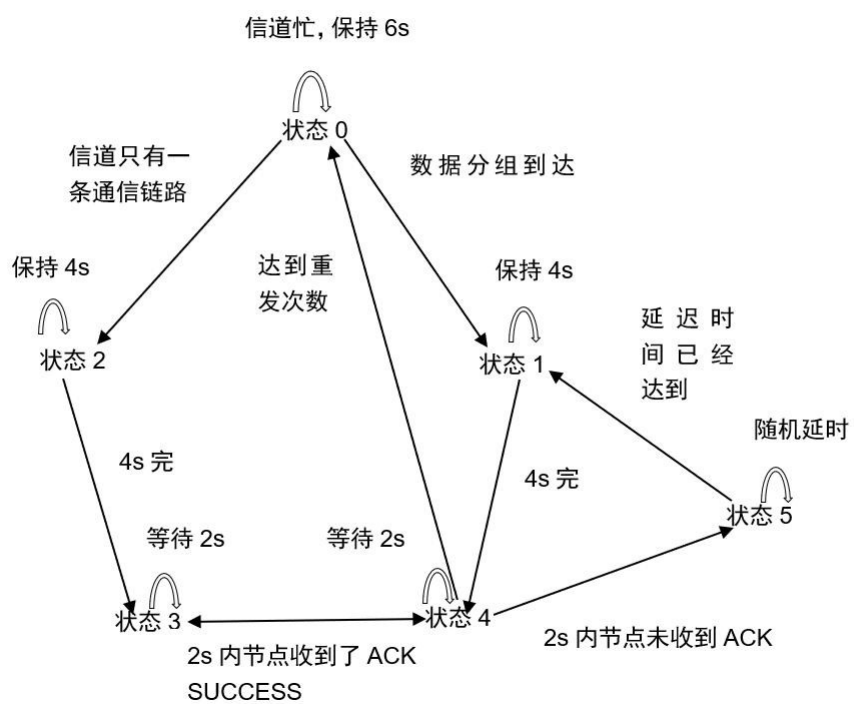 信道忙，保持 6s
状态 0
信道只有一
条通信链路
数据分组到达
保持 4s
达到重
发次数
保持 4s
延迟时
间已经
达到
状态 2
状态 1
随机延时
4s 完
4s 完
状态 5
等待 2s
等待 2s
状态 3
状态 4
2s 内节点收到了 ACK
SUCCESS
2s 内节点未收到 ACK